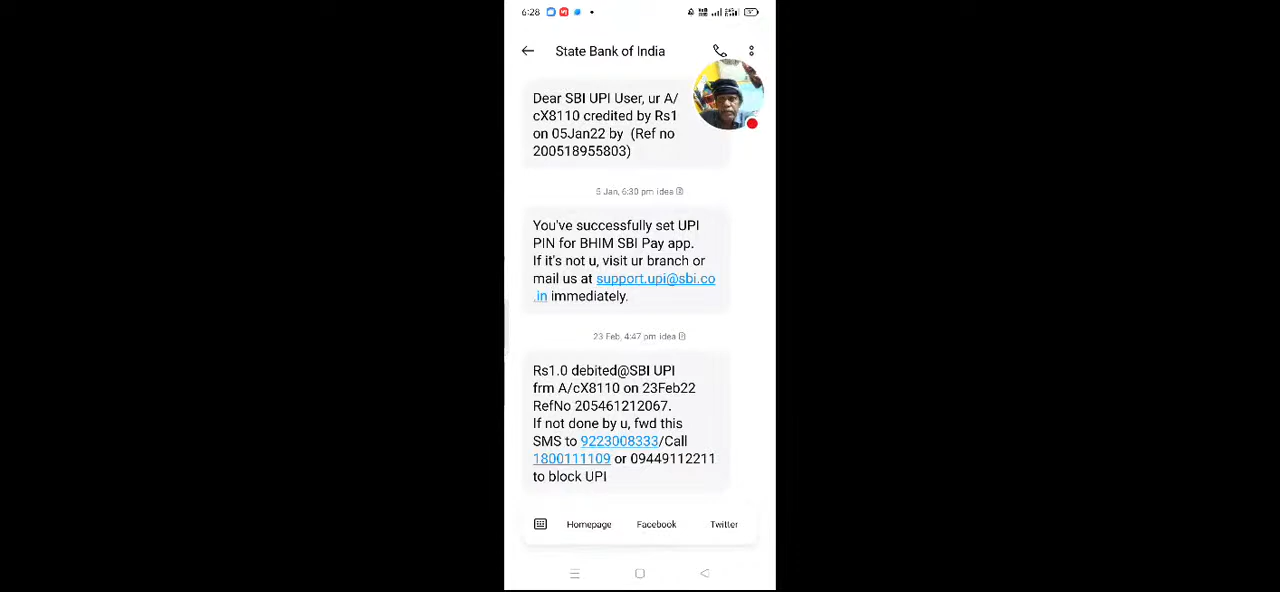 6:28
State Bank of India
Dear SBI UPI User, ur A/
cX8110 credited by Rs1
on 05Jan22 by (Ref no
200518955803)
5 Jan, 6:30 pm idea
You've successfully set UPI
PIN for BHIM SBI Pay app.
If it's not u, visit ur branch or
mail us at support.upi@sbi.co
.in immediately.
23 Feb, 4:47 pm idea
Rs1.0 debited@SBI UPI
frm A/cX8110 on 23Feb22
RefNo 205461212067.
If not done by u, fwd this
SMS to 9223008333/Call
1800111109 or 09449112211
to block UPI
Homepage Facebook Twitter